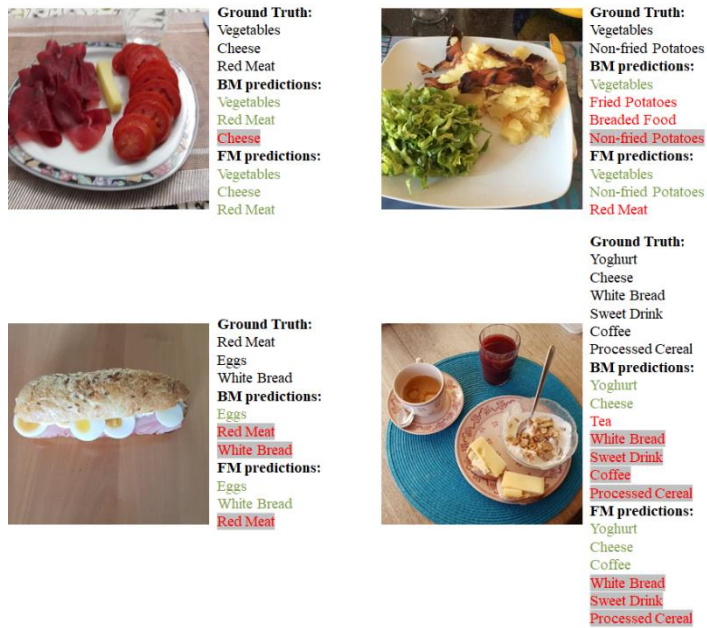 Ground Truth:
Vegetables
Cheese
Red Meat
BM predictions:
Vegetables
Red Meat
Cheese
FM predictions:
Vegetables
Cheese
Red Meat
Ground Truth:
Vegetables
Non-fried Potatoes
BM predictions:
Vegetables
Fried Potatoes
Breaded Food
Non-fried Potatoes
FM predictions:
Vegetables
Non-fried Potatoes
Red Meat
Ground Truth:
Red Meat
Eggs
White Bread
BM predictions:
Eggs
Red Meat
White Bread
FM predictions:
Eggs
White Bread
Red Meat
Ground Truth:
Yoghurt
Cheese
White Bread
Sweet Drink
Coffee
Processed Cereal
BM predictions:
Yoghurt
Cheese
Tea
White Bread
Sweet Drink
Coffee
Processed Cereal
FM predictions:
Yoghurt
Cheese
Coffee
White Bread
Sweet Drink
Processed Cereal